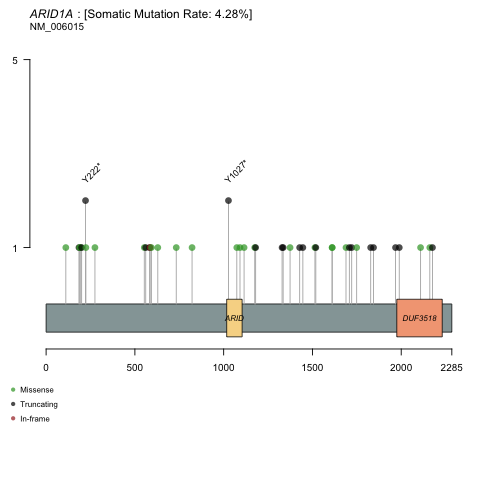 ARID1A : [Somatic Mutation Rate: 4.28%]
NM_006015
5
Y222*
Y1027*
1
ARID
DUF3518
0 500 1000 1500 2000 2285
Missense
Truncating
In-frame